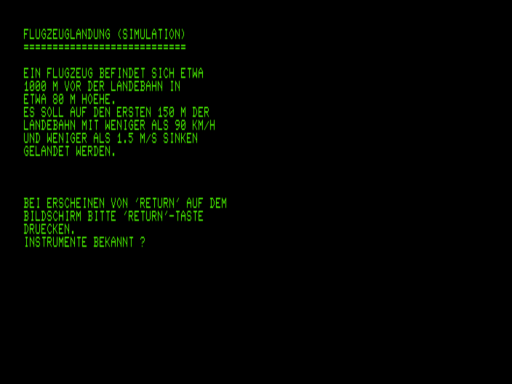 FLUGZEUGLANDUNG (SIMULATION)
============================
EIN FLUGZEUG BEFINDET SICH ETWA
1000 M VOR DER LANDEBAHN IN
ETWA 80 M HOEHE.
ES SOLL AUF DEN ERSTEN 150 M DER
LANDEBAHN MIT WENIGER ALS 90 KM/H
UND WENIGER ALS 1.5 M/S SINKEN
GELANDET WERDEN.
BEI ERSCHEINEN VON 'RETURN' AUF DEM
BILDSCHIRM BITTE 'RETURN'-TASTE
DRUECKEN.
INSTRUMENTE BEKANNT ?